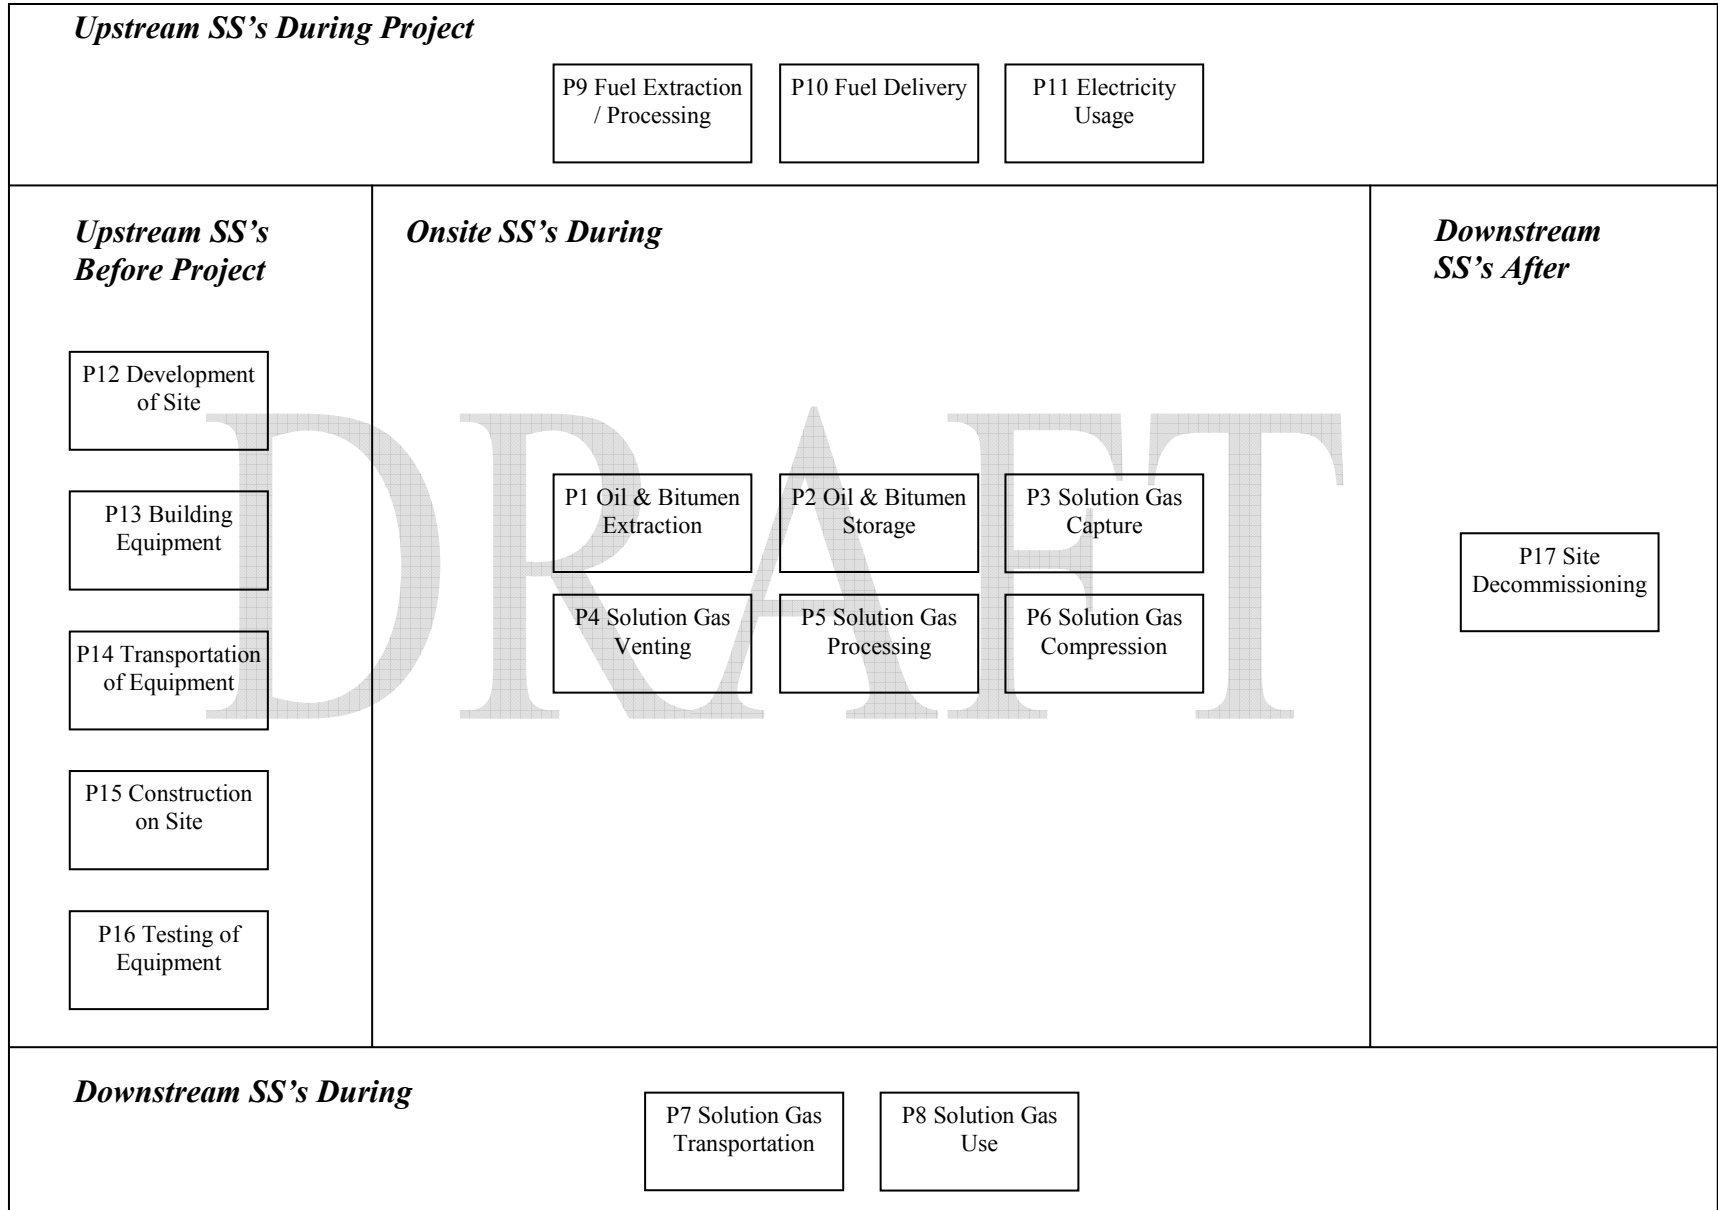 Upstream SS’s During Project
P9 Fuel Extraction
/ Processing
P10 Fuel Delivery
P11 Electricity
Usage
Upstream SS’s
Before Project
P12 Development
of Site
P13 Building
Equipment
P14 Transportation
of Equipment
P15 Construction
on Site
P16 Testing of
Equipment
Onsite SS’s During
P1 Oil & Bitumen
Extraction
P2 Oil & Bitumen
Storage
P3 Solution Gas
Capture
P4 Solution Gas
Venting
P5 Solution Gas
Processing
P6 Solution Gas
Compression
DRAFT
Downstream
SS’s After
P17 Site
Decommissioning
Downstream SS’s During
P7 Solution Gas
Transportation
P8 Solution Gas
Use